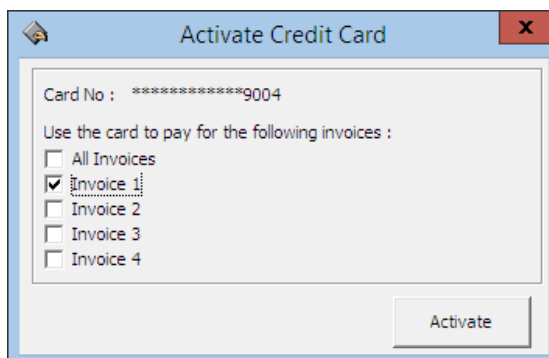 Activate Credit Card
x
Card No : ************9004
Use the card to pay for the following invoices :
All Invoices
Invoice 1
Invoice 2
Invoice 3
Invoice 4
Activate